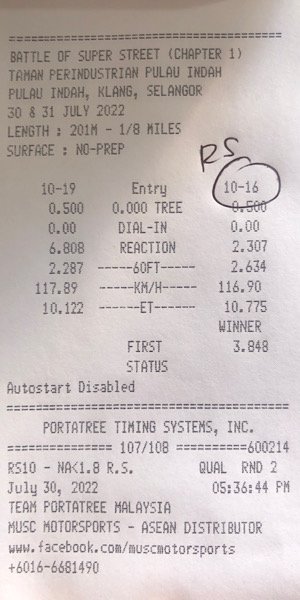 ================================
BATTLE OF SUPER STREET (CHAPTER 1)
TAMAN PERINDUSTRIAN PULAU INDAH
PULAU INDAH, KLANG, SELANGOR
30 & 31 JULY 2022
LENGTH : 201M - 1/8 MILES
SURFACE : NO-PREP
RS
10-19 Entry 10-16
0.500 0.000 TREE 0.500
0.00 DIAL-IN 0.00
6.808 REACTION 2.307
2.287 ------60FT----- 2.634
117.89 -----KM/H------ 116.90
10.122 ------ET------- 10.775
WINNER
FIRST 3.848
STATUS
Autostart Disabled
================================
PORTATREE TIMING SYSTEMS, INC.
============== 107/108 ==========600214
RS10 - NAK1.8 R.S. QUAL RND 2
July 30, 2022 05:36:44 PM
TEAM PORTATREE MALAYSIA
MUSC MOTORSPORTS - ASEAN DISTRIBUTOR
www.facebook.com/muscmotorsports
+6016-6681490